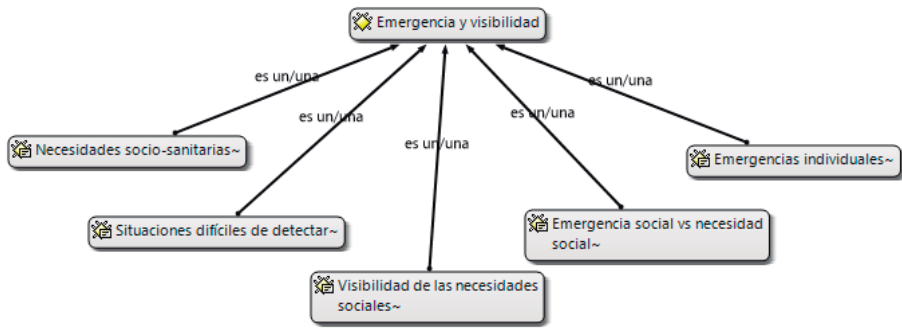 Emergencia y visibilidad
es un/una
es un/una
es un/una
es un/una
es un/una
Necesidades socio-sanitarias~
Emergencias individuales~
Situaciones difíciles de detectar~
Emergencia social vs necesidad
social~
Visibilidad de las necesidades
sociales~